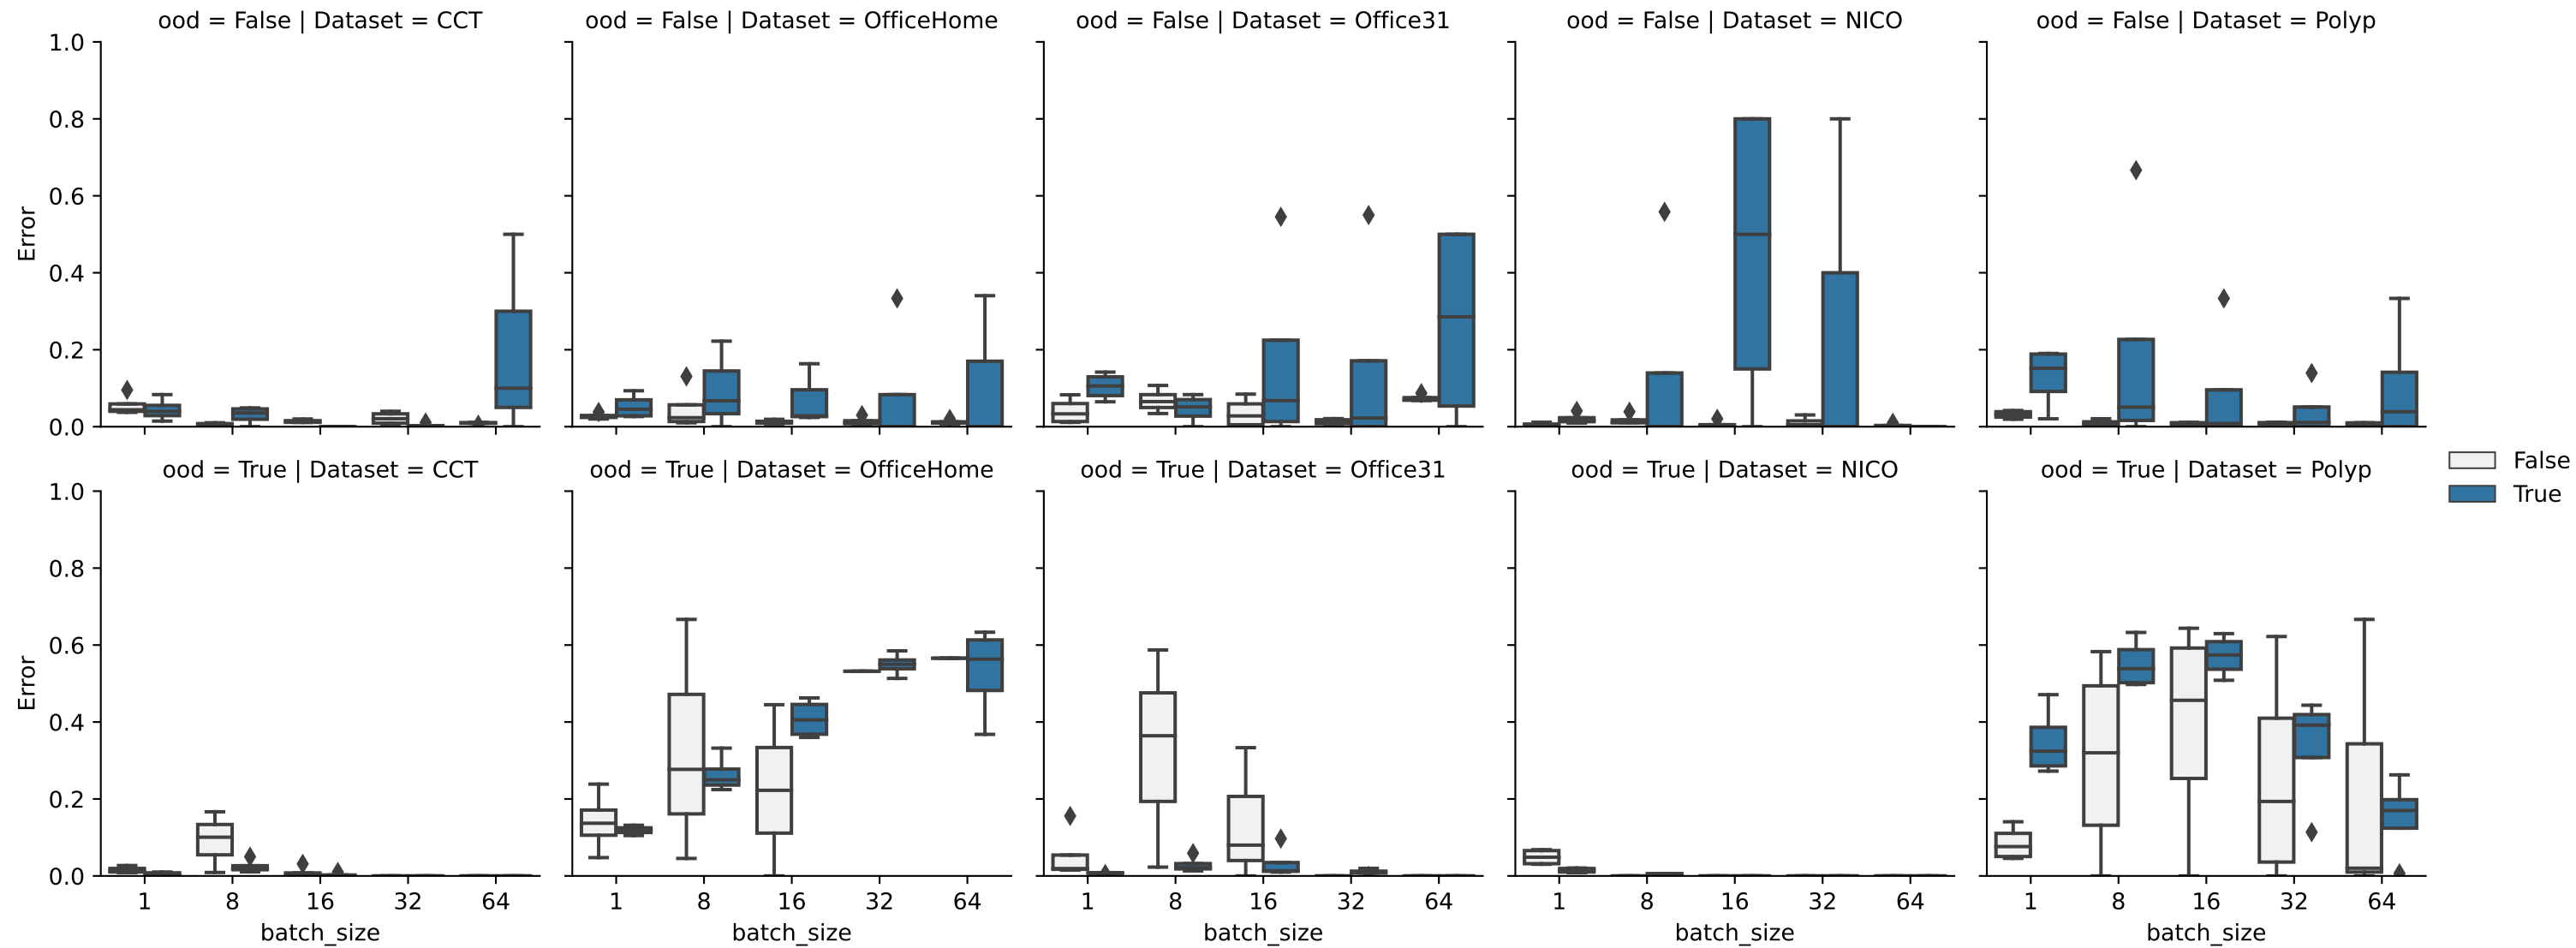 ood = False | Dataset = CCT
ood = False | Dataset = OfficeHome
ood = False | Dataset = Office31
ood = False | Dataset = NICO
ood = False | Dataset = Polyp
1.0
0.8
0.6
0.4
0.2
0.0
Error
ood = True | Dataset = CCT
ood = True | Dataset = OfficeHome
ood = True | Dataset = Office31
ood = True | Dataset = NICO
ood = True | Dataset = Polyp
False
True
1.0
0.8
0.6
0.4
0.2
0.0
Error
1 8 16 32 64
1 8 16 32 64
1 8 16 32 64
1 8 16 32 64
1 8 16 32 64
batch_size
batch_size
batch_size
batch_size
batch_size